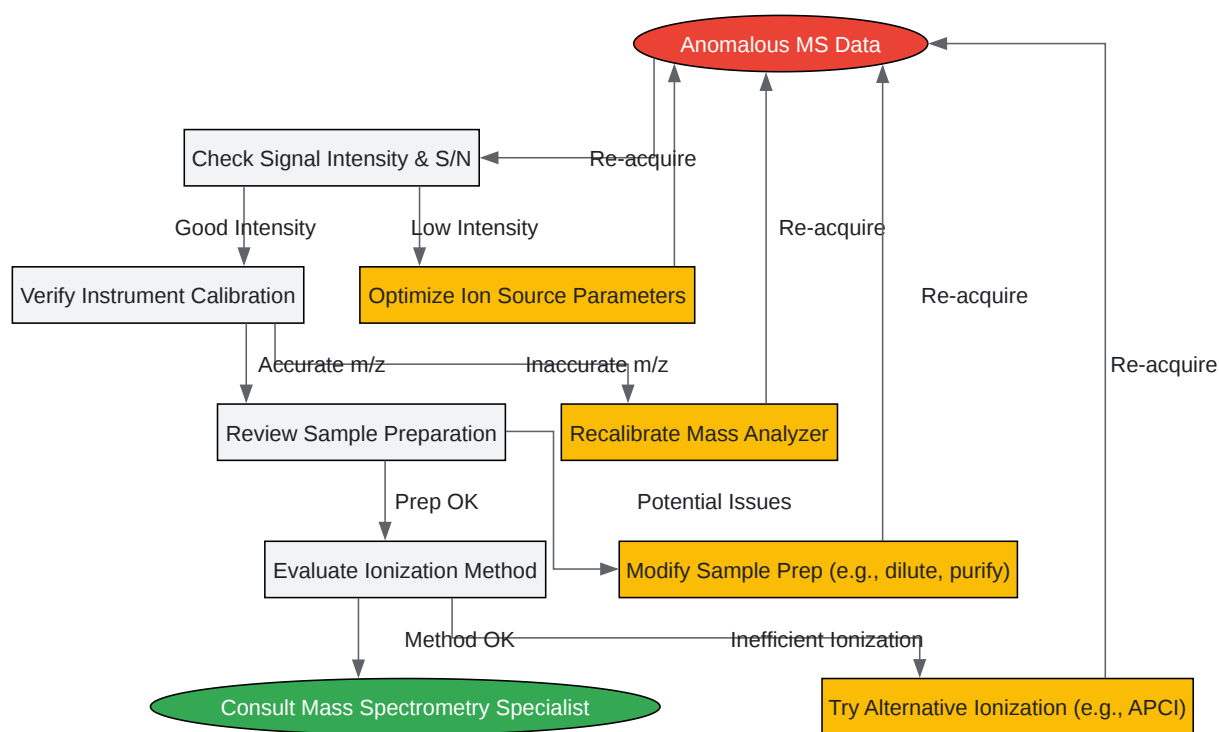 Anomalous MS Data
Check Signal Intensity & S/N
Re-acquire
Good Intensity
Low Intensity
Re-acquire
Verify Instrument Calibration
Optimize Ion Source Parameters
Re-acquire
Accurate m/z
Inaccurate m/z
Re-acquire
Review Sample Preparation
Recalibrate Mass Analyzer
Prep OK
Potential Issues
Evaluate Ionization Method
Modify Sample Prep (e.g., dilute, purify)
Method OK
Inefficient Ionization
Consult Mass Spectrometry Specialist
Try Alternative Ionization (e.g., APCI)